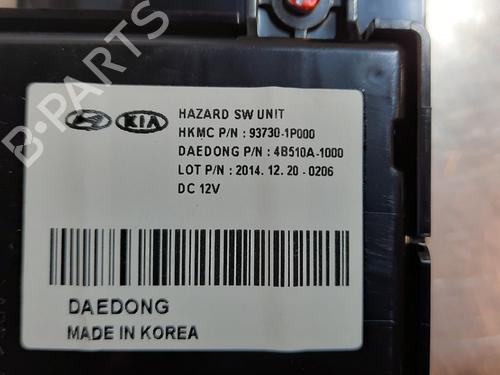 B-PARTS
KIA
HAZARD SW UNIT
HKMC P/N : 93730-1P000
DAEDONG P/N : 4B510A-1000
LOT P/N : 2014. 12. 20 - 0206
DC 12V
DAEDONG
MADE IN KOREA